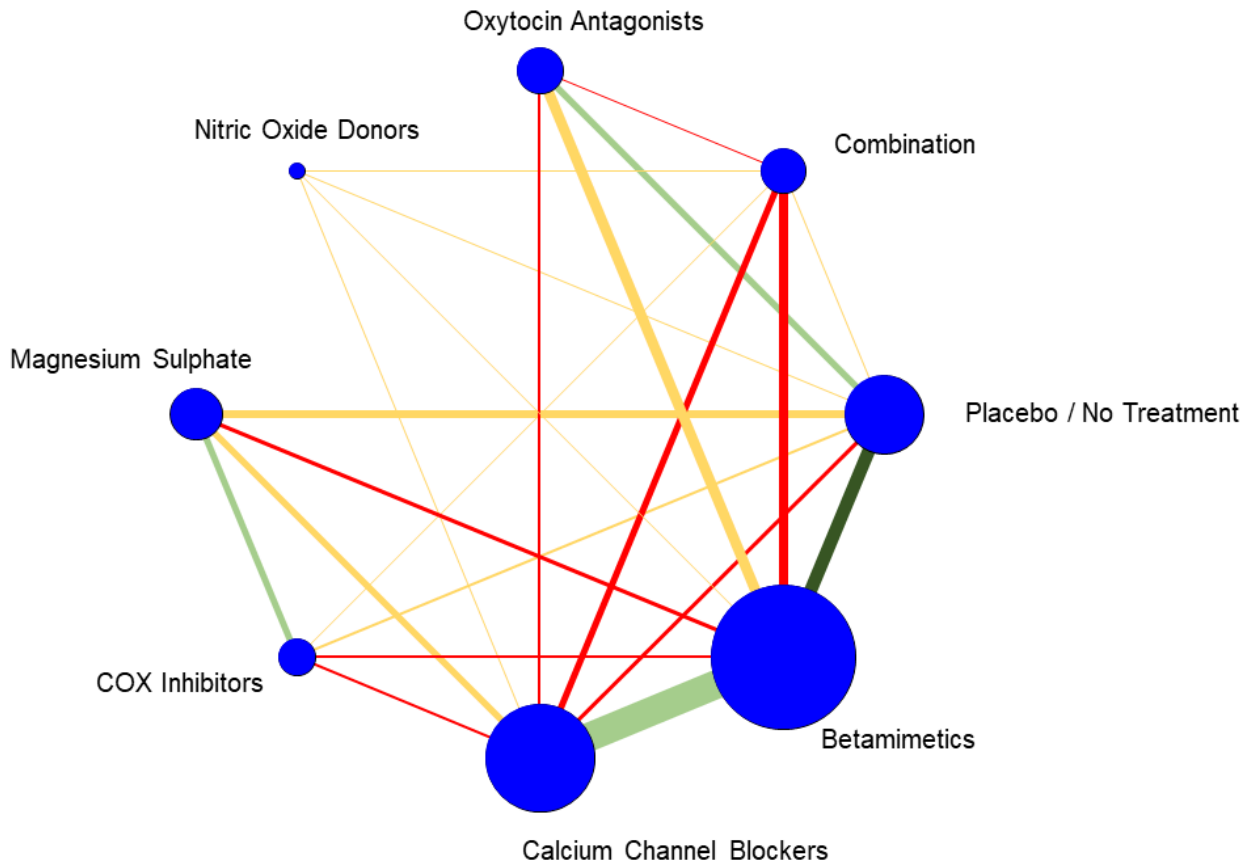 Oxytocin Antagonists
Nitric Oxide Donors
Combination
Magnesium Sulphate
Placebo / No Treatment
COX Inhibitors
Betamimetics
Calcium Channel Blockers